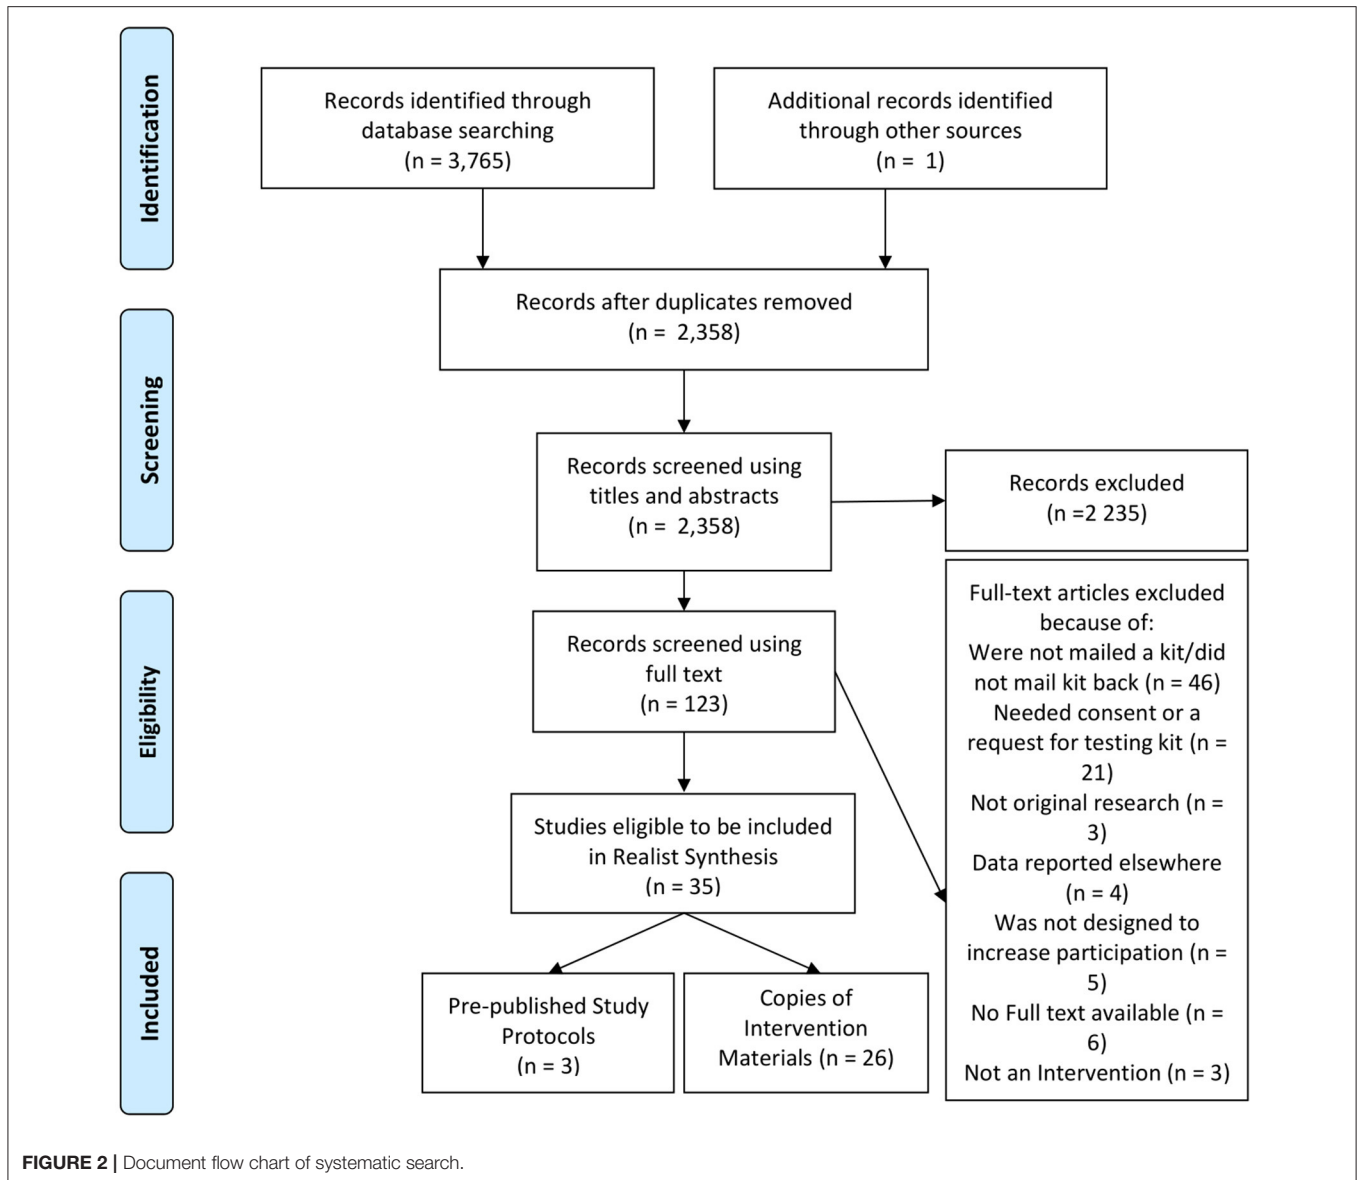 Identification
Records identified through
database searching
(n = 3,765)
Additional records identified
through other sources
(n =  1)
Records after duplicates removed
(n =  2,358)
Screening
Records screened using
titles and abstracts
(n =  2,358)
Records excluded
(n =2 235)
Eligibility
Records screened using
full text
(n = 123)
Full-text articles excluded
because of:
Were not mailed a kit/did
not mail kit back (n = 46)
Needed consent or a
request for testing kit (n =
21)
Not original research (n =
3)
Data reported elsewhere
(n = 4)
Was not designed to
increase participation (n =
5)
No Full text available (n =
6)
Not an Intervention (n = 3)
Studies eligible to be included
in Realist Synthesis
(n = 35)
Included
Pre-published Study
Protocols
(n = 3)
Copies of
Intervention
Materials (n = 26)
FIGURE 2 | Document flow chart of systematic search.